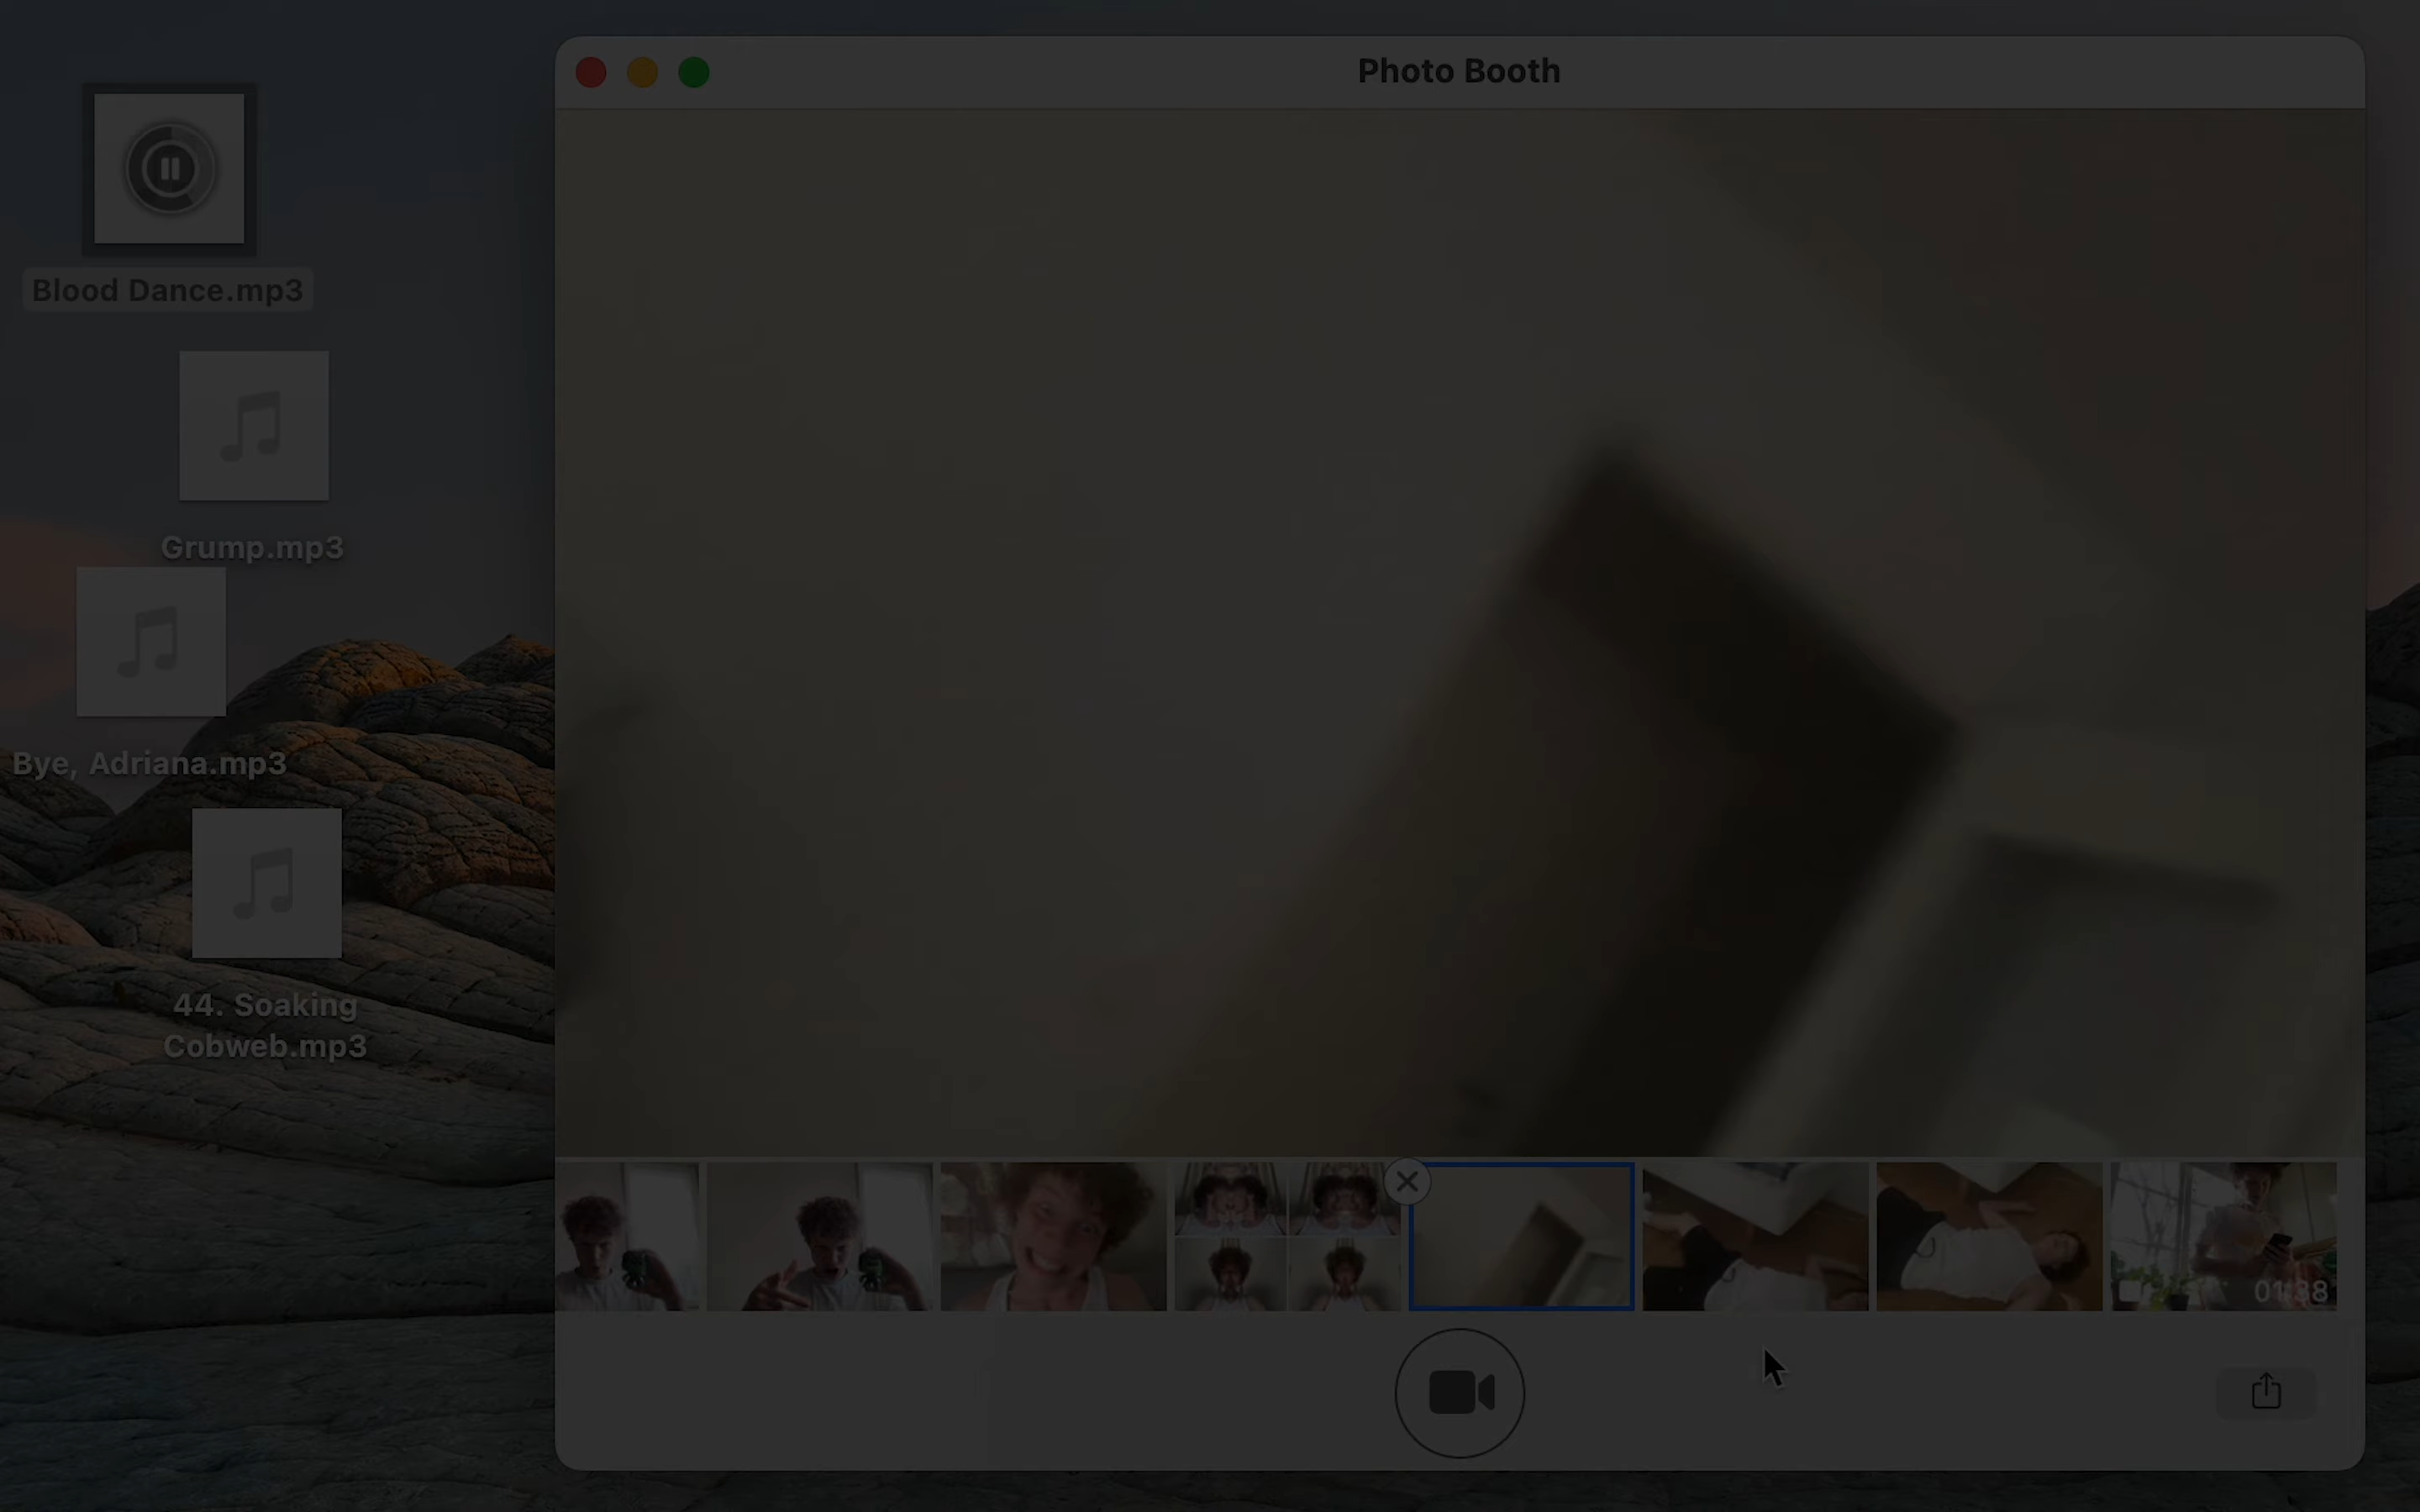 Photo Booth
Blood Dance.mp3
Grump.mp3
Bye, Adriana.mp3
44. Soaking
Cobweb.mp3
01:38